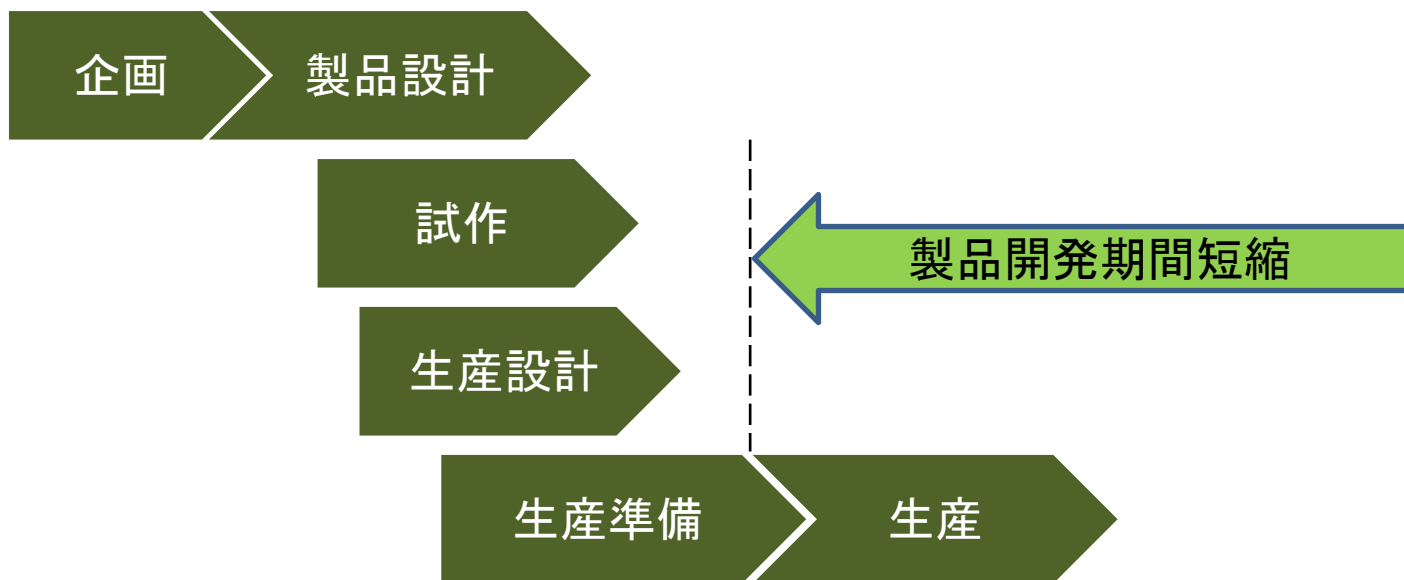 企画
製品設計
試作
製品開発期間短縮
生産設計
生産準備
生産